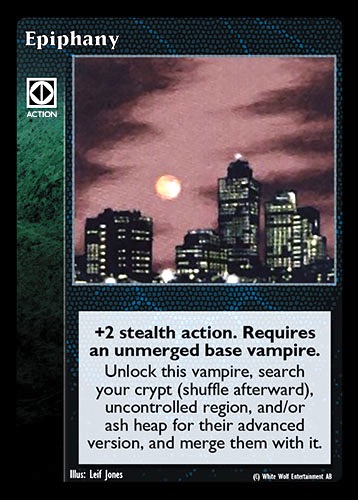 Epiphany
ACTION
+2 stealth action. Requires
an unmerged base vampire.
Unlock this vampire, search
your crypt (shuffle afterward),
uncontrolled region, and/or
ash heap for their advanced
version, and merge them with it.
Illus: Leif Jones
(C) White Wolf Entertainment AB